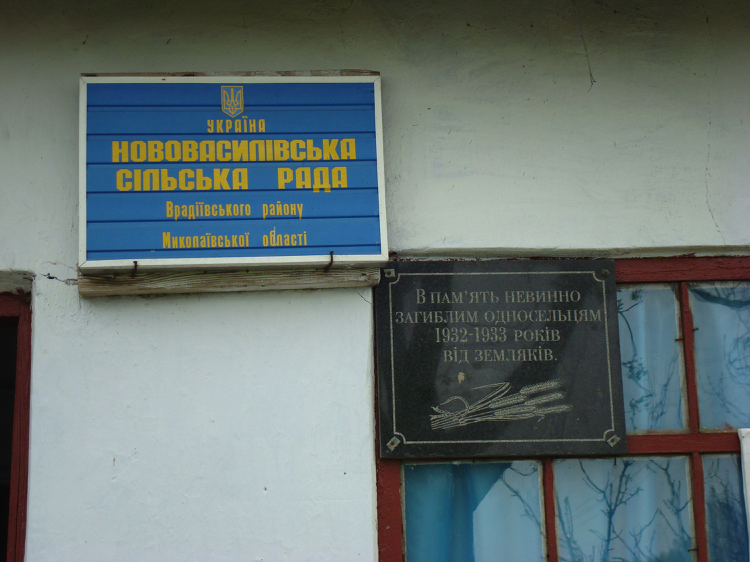 УКРАЇНА
НОВОВАСИЛІВСЬКА
СІЛЬСЬКА РАДА
Врадіївського району
Миколаївської області
В ПАМ'ЯТЬ НЕВИННО
ЗАГИБЛИМ ОДНОСЕЛЬЦЯМ
1932-1933 РОКІВ
ВІД ЗЕМЛЯКІВ.